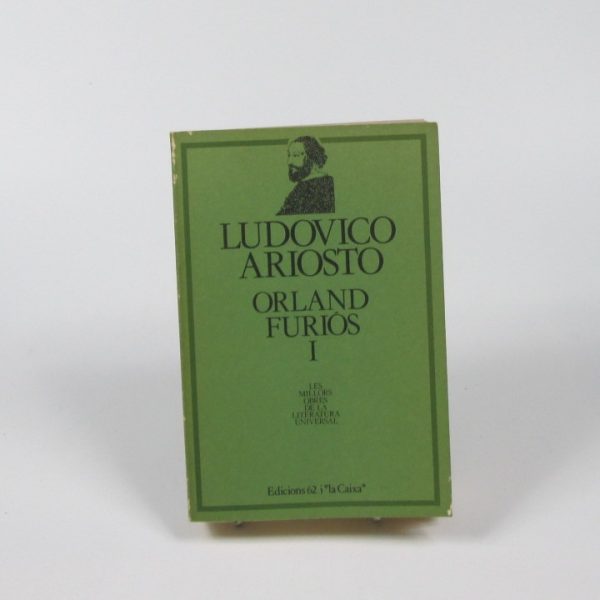 LUDOVICO
ARIOSTO
ORLAND
FURIÓS
I
LES
MILLORS
OBRES
DE LA
LITERATURA
UNIVERSAL
Edicions 62 i "la Caixa"